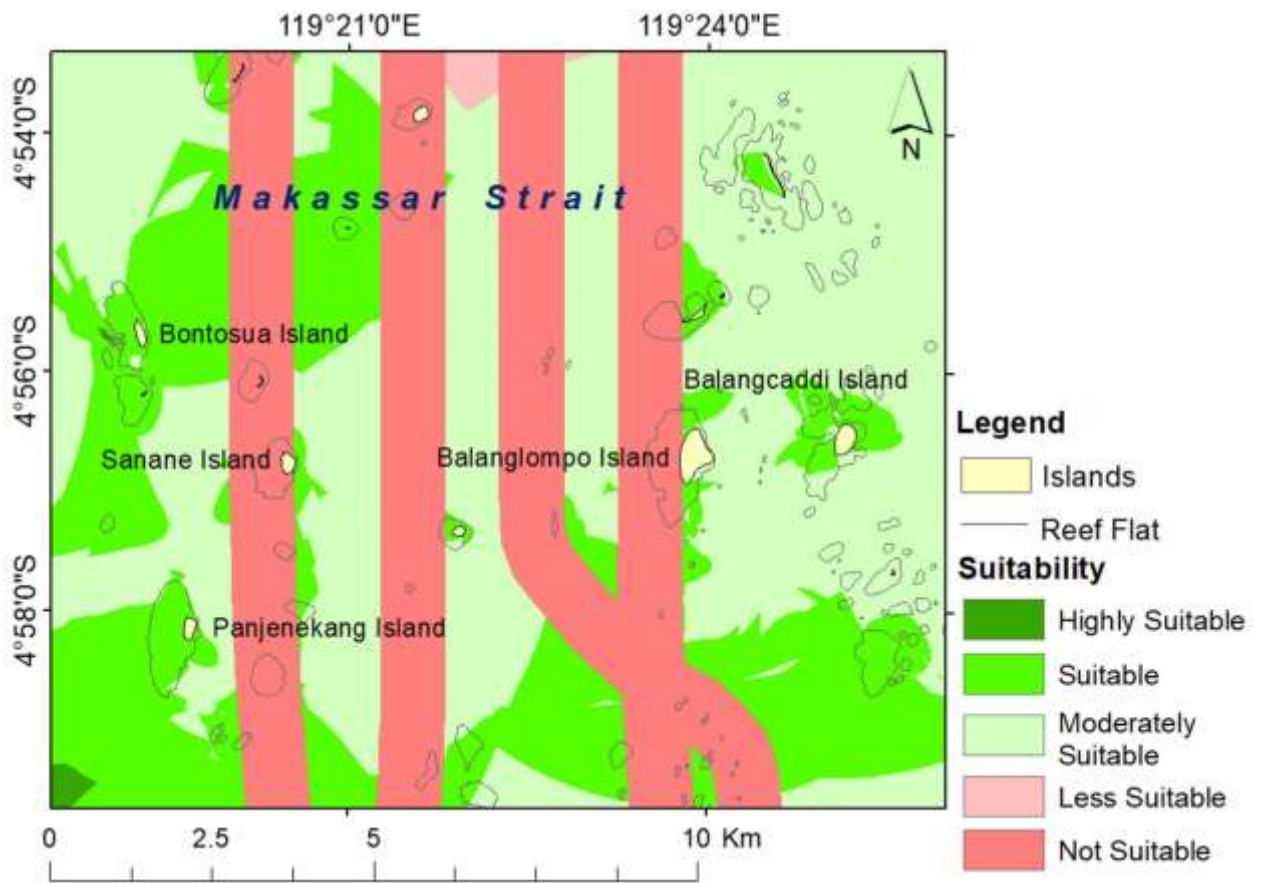 119°21'0"E
119°24'0"E
4°54'0"S
4°56'0"S
4°58'0"S
N
Makassar Strait
Bontosua Island
Balangcaddi Island
Sanane Island
Balanglompo Island
Panjenekang Island
0 2.5 5 10 Km
Legend
Islands
Reef Flat
Suitability
Highly Suitable
Suitable
Moderately
Suitable
Less Suitable
Not Suitable